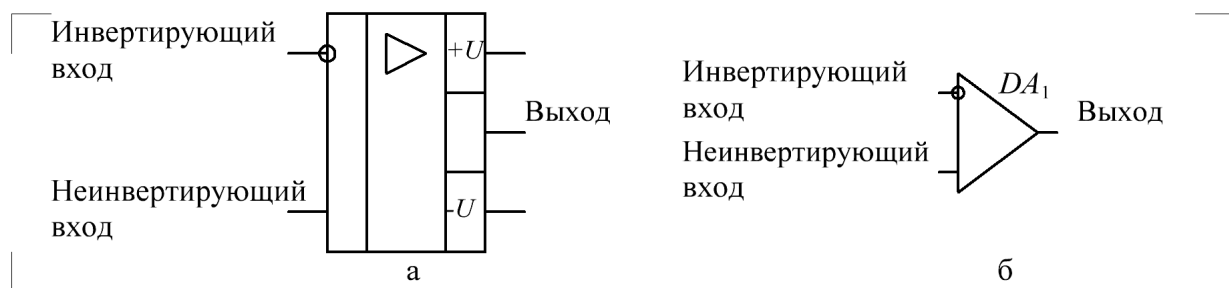 Инвертирующий
вход
+U
Выход
Неинвертирующий
вход
-U
а
Инвертирующий
вход
DA1
Выход
Неинвертирующий
вход
б